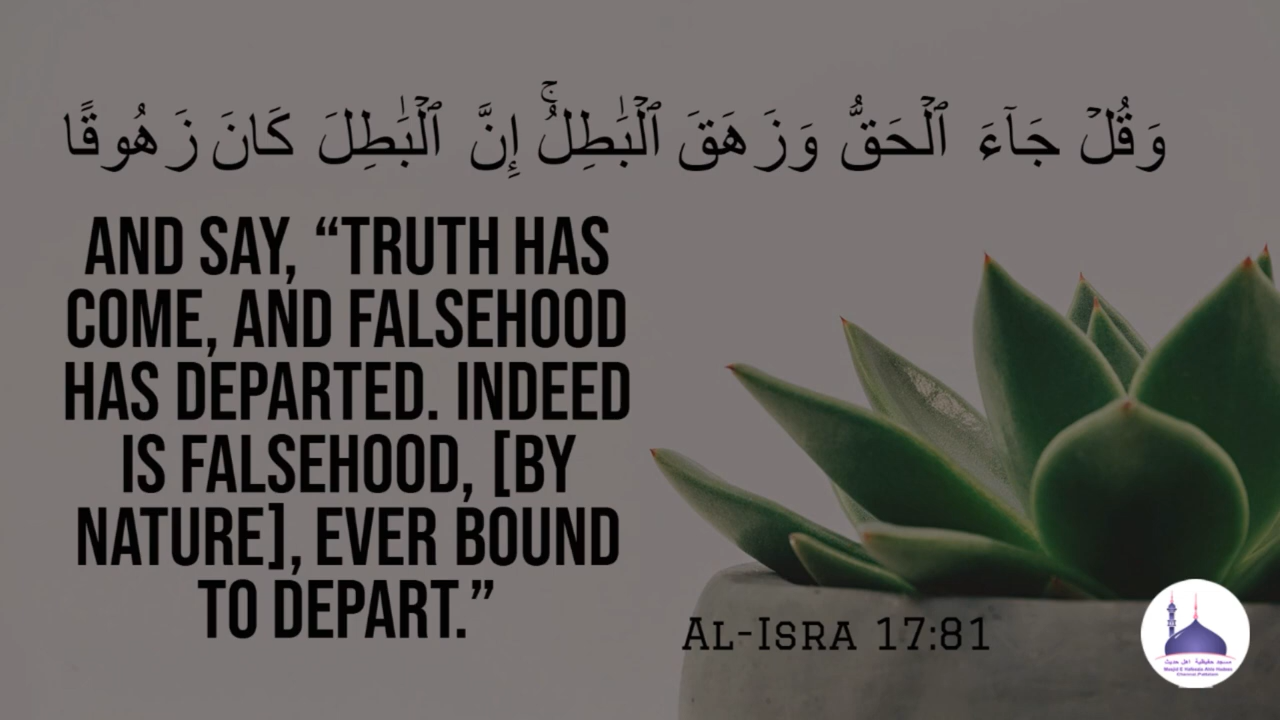 وَقُلۡ جَآءَ ٱلۡحَقُّ وَزَهَقَ ٱلۡبَٰطِلُۚ إِنَّ ٱلۡبَٰطِلَ كَانَ زَهُوقٗا
AND SAY, “TRUTH HAS
COME, AND FALSEHOOD
HAS DEPARTED. INDEED
IS FALSEHOOD, [BY
NATURE], EVER BOUND
TO DEPART.”
AL-ISRA 17:81